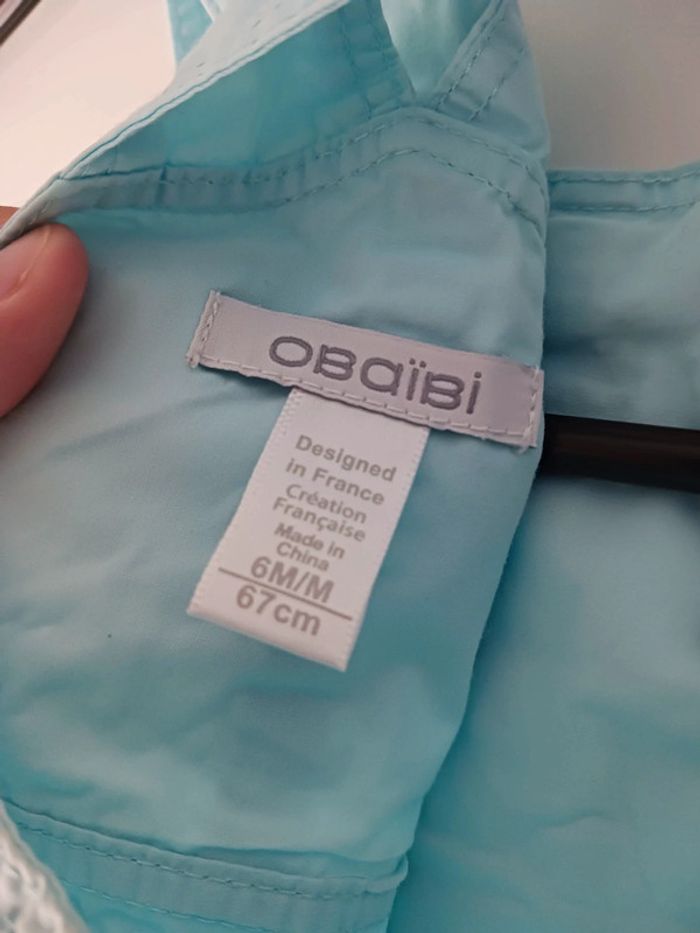 OBaïBi
Designed
in France
Création
Française
Made in
China
6M/M
67cm